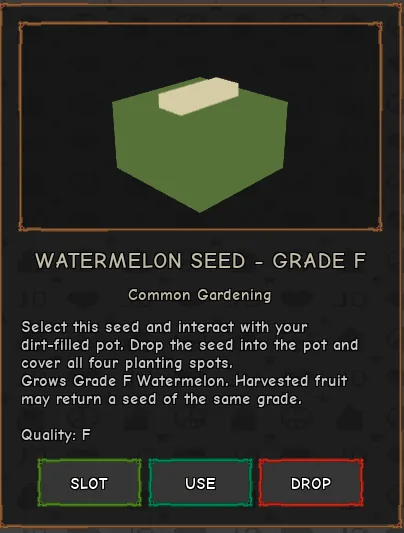 WATERMELON SEED - GRADE F
Common Gardening
Select this seed and interact with your
dirt-filled pot. Drop the seed into the pot and
cover all four planting spots.
Grows Grade F Watermelon. Harvested fruit
may return a seed of the same grade.
Quality: F
SLOT USE DROP